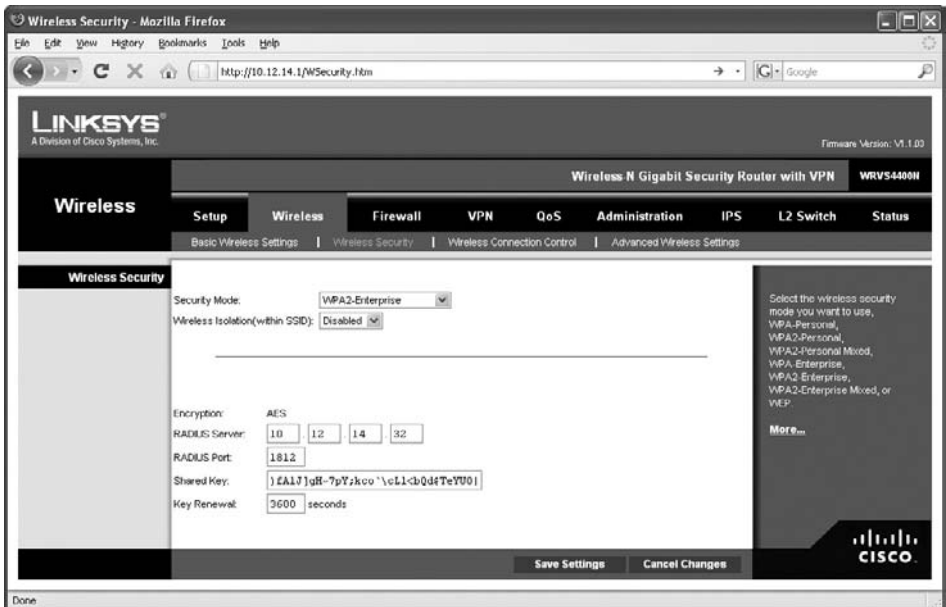 Wireless Security - Mozilla Firefox
File Edit View History Bookmarks Tools Help
http://10.12.14.1/WSecurity.htm
G Google
LINKSYS®
A Division of Cisco Systems, Inc.
Firmware Version: V1.1.03
Wireless-N Gigabit Security Router with VPN WRVS4400N
Wireless
Setup Wireless Firewall VPN QoS Administration IPS L2 Switch Status
Basic Wireless Settings | Wireless Security | Wireless Connection Control | Advanced Wireless Settings
Wireless Security
Security Mode: WPA2-Enterprise
Wireless Isolation(within SSID): Disabled
Encryption: AES
RADIUS Server: 10 . 12 . 14 . 32
RADIUS Port: 1812
Shared Key:
Key Renewal: 3600 seconds
Select the wireless security
mode you want to use,
WPA-Personal,
WPA2-Personal,
WPA2-Personal Mixed,
WPA-Enterprise,
WPA2-Enterprise,
WPA2-Enterprise Mixed, or
WEP.
More...
Save Settings Cancel Changes
CISCO.
Done